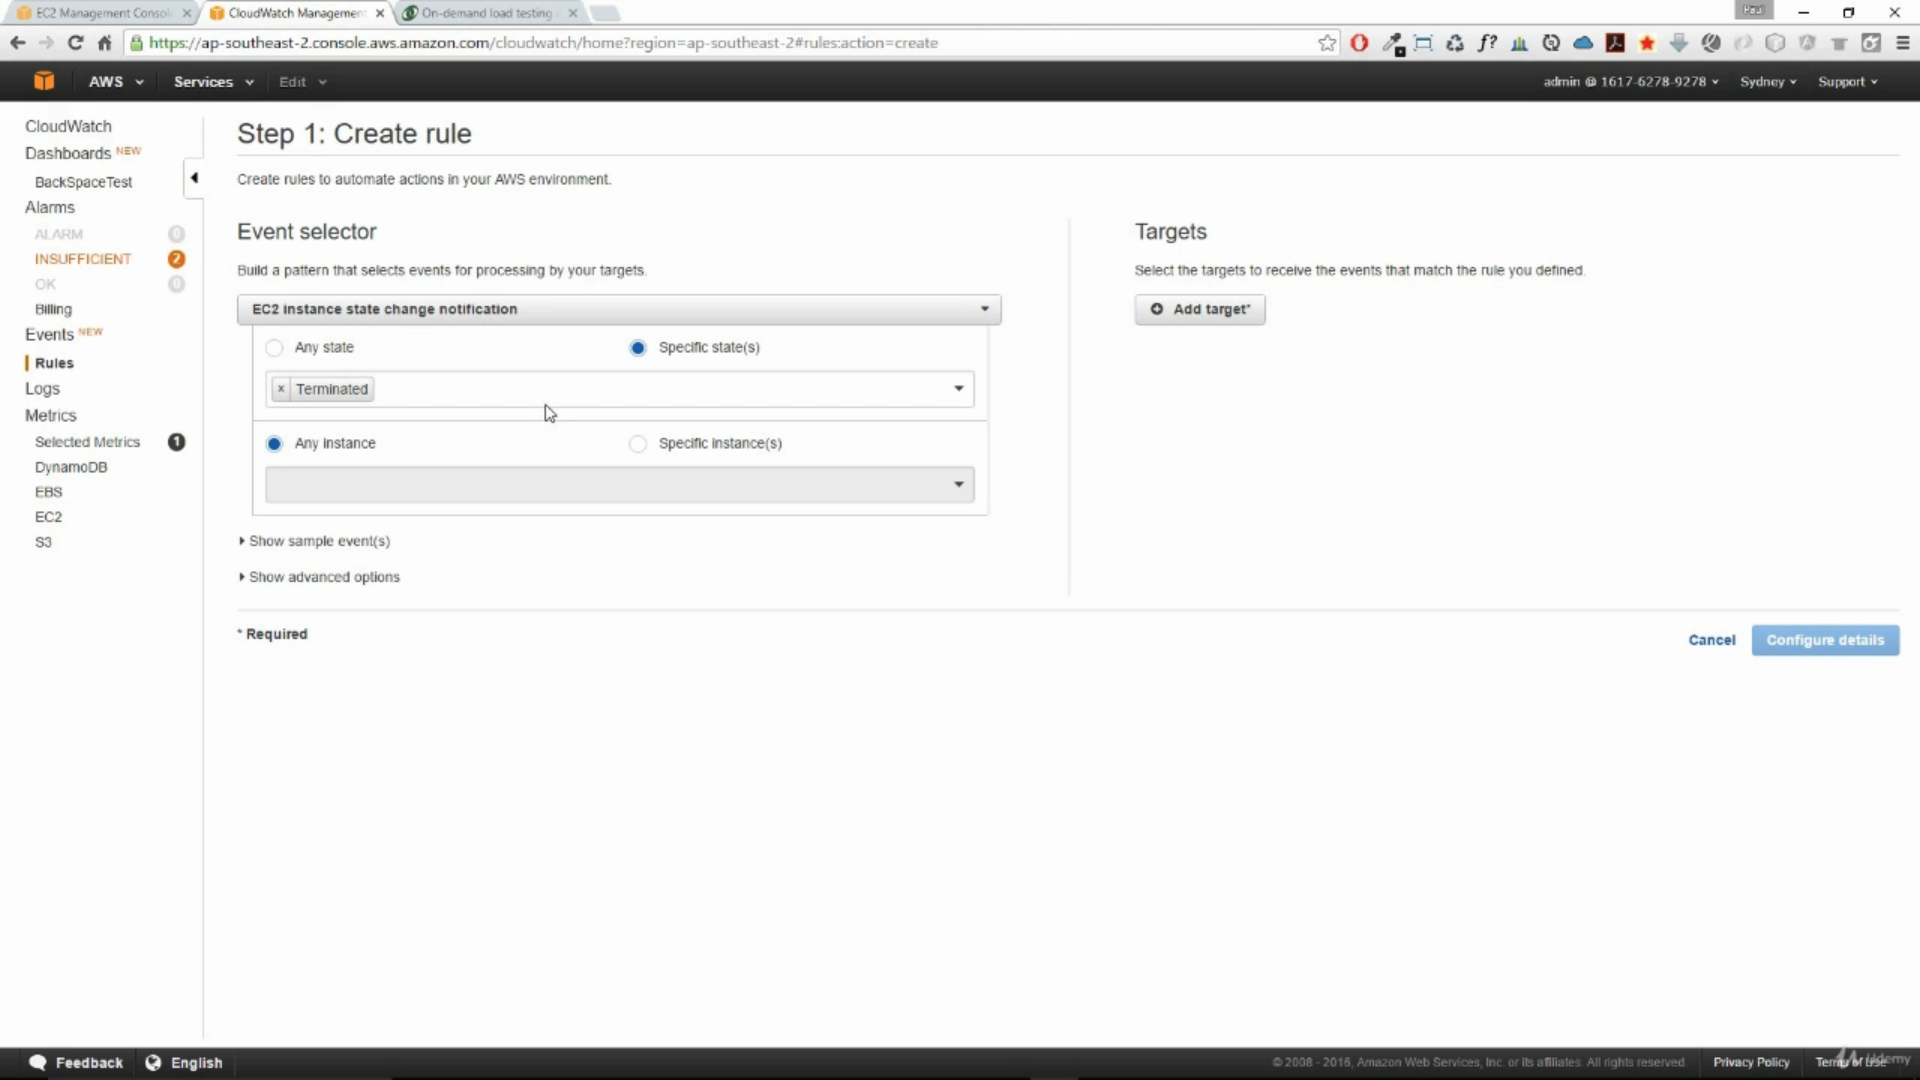 EC2 Management Consol
CloudWatch Management
On-demand load testing
Paul
https://ap-southeast-2.console.aws.amazon.com/cloudwatch/home?region=ap-southeast-2#rules:action=create
f?
AWS
Services
Edit
admin @ 1617-6278-9278
Sydney
Support
CloudWatch
Dashboards NEW
BackSpaceTest
Alarms
ALARM 0
INSUFFICIENT 2
OK 0
Billing
Events NEW
Rules
Logs
Metrics
Selected Metrics 1
DynamoDB
EBS
EC2
S3
Step 1: Create rule
Create rules to automate actions in your AWS environment.
Event selector
Build a pattern that selects events for processing by your targets.
EC2 instance state change notification
Any state
Specific state(s)
× Terminated
Any instance
Specific instance(s)
Show sample event(s)
Show advanced options
* Required
Targets
Select the targets to receive the events that match the rule you defined.
Add target*
Cancel
Configure details
Feedback
English
© 2008 - 2016, Amazon Web Services, Inc. or its affiliates. All rights reserved.
Privacy Policy
Terms of Use
Udemy